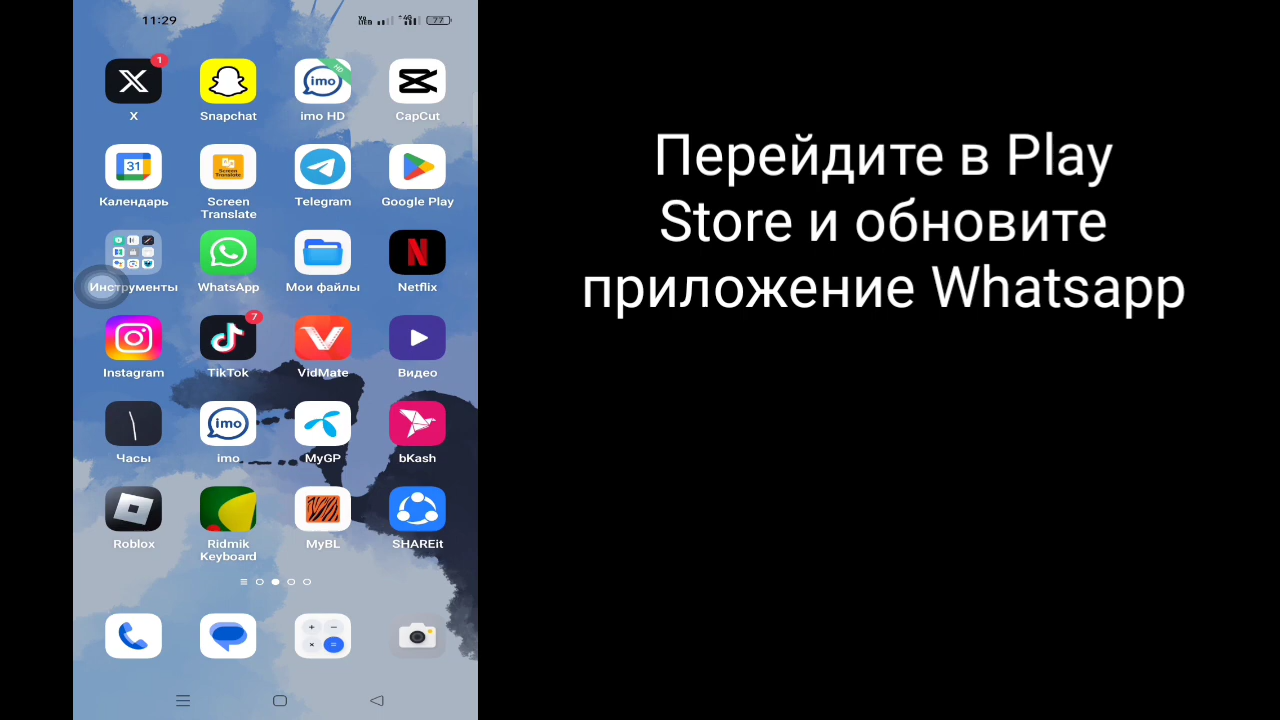 11:29
77
1
X
Snapchat
imo HD
CapCut
31
Календарь
Screen
Translate
Telegram
Google Play
Инструменты
WhatsApp
Мои файлы
Netflix
7
Instagram
TikTok
VidMate
Видео
Часы
imo
MyGP
bKash
Roblox
Ridmik
Keyboard
MyBL
SHAREit
Перейдите в Play
Store и обновите
приложение Whatsapp